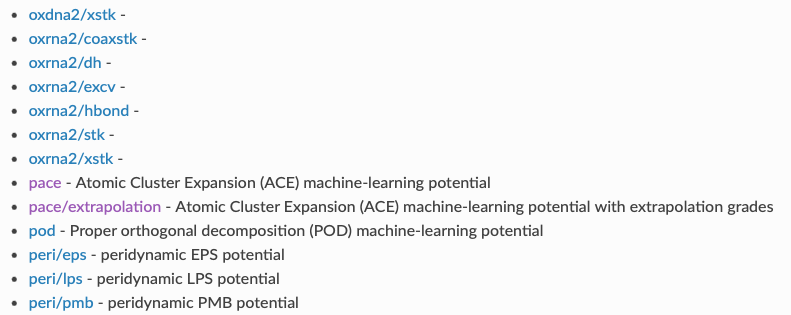 • oxdna2/xstk -
• oxrna2/coaxstk -
• oxrna2/dh -
• oxrna2/excv -
• oxrna2/hbond -
• oxrna2/stk -
• oxrna2/xstk -
• pace - Atomic Cluster Expansion (ACE) machine-learning potential
• pace/extrapolation - Atomic Cluster Expansion (ACE) machine-learning potential with extrapolation grades
• pod - Proper orthogonal decomposition (POD) machine-learning potential
• peri/eps - peridynamic EPS potential
• peri/lps - peridynamic LPS potential
• peri/pmb - peridynamic PMB potential